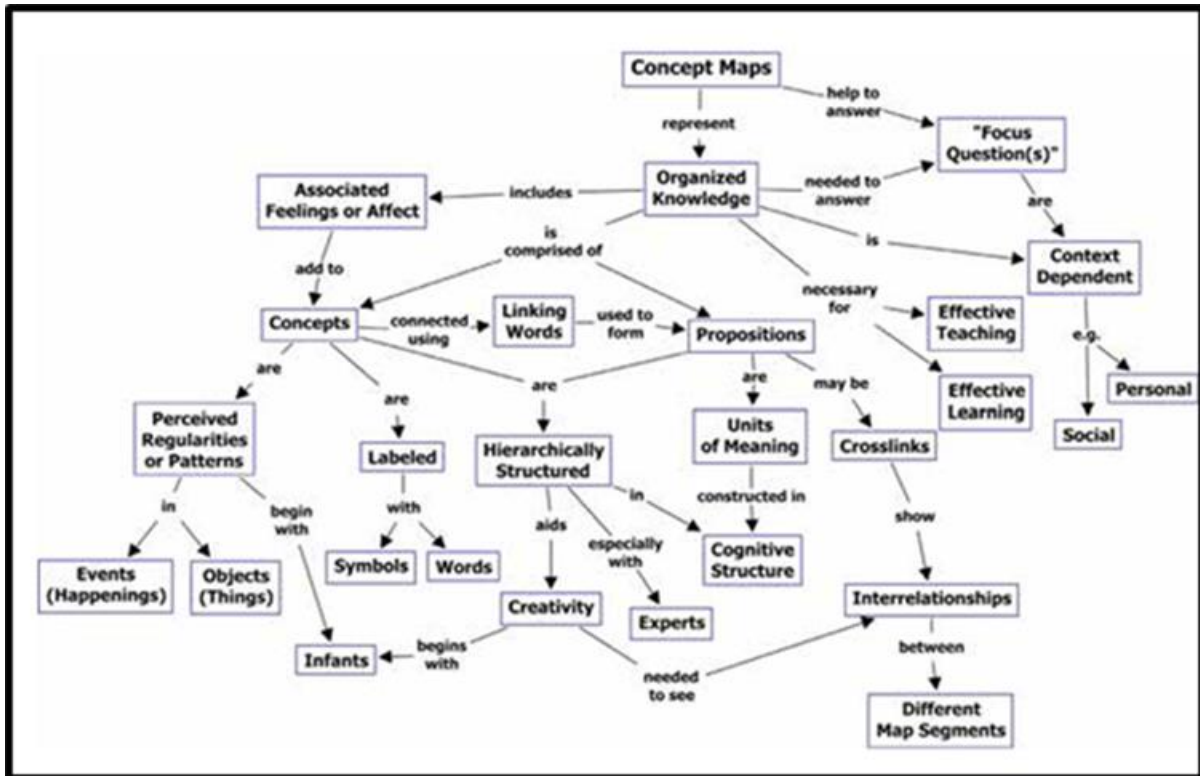 Concept Maps
help to
answer
represent
"Focus
Question(s)"
Organized
Knowledge
needed to
answer
includes
Associated
Feelings or Affect
are
is
comprised of
is
Context
Dependent
add to
necessary
for
Concepts
connected
using
Linking
Words
used to
form
Propositions
Effective
Teaching
e.g.
are
are
are
are
may be
Effective
Learning
Personal
Perceived
Regularities
or Patterns
Labeled
Hierarchically
Structured
Units
of Meaning
Crosslinks
Social
in
begin
with
with
aids
in
especially
with
constructed in
show
Events
(Happenings)
Objects
(Things)
Symbols
Words
Cognitive
Structure
Creativity
Experts
Interrelationships
Infants
begins
with
needed
to see
between
Different
Map Segments